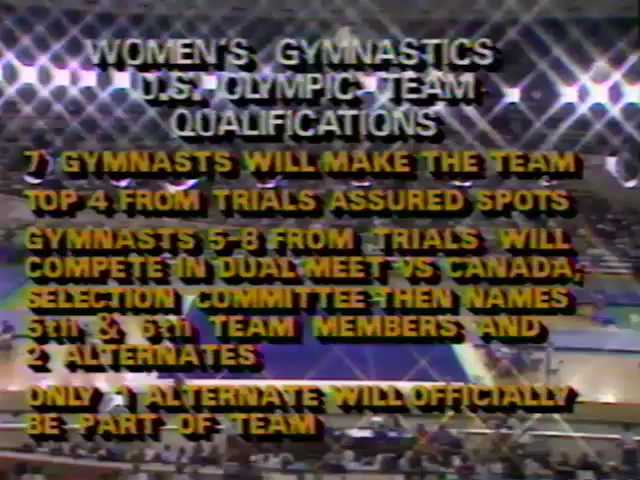 WOMEN'S GYMNASTICS
U.S. OLYMPIC TEAM
QUALIFICATIONS
7 GYMNASTS WILL MAKE THE TEAM
TOP 4 FROM TRIALS ASSURED SPOTS
GYMNASTS 5-8 FROM TRIALS WILL
COMPETE IN DUAL MEET VS CANADA,
SELECTION COMMITTEE THEN NAMES
5TH & 6TH TEAM MEMBERS AND
2 ALTERNATES
ONLY 1 ALTERNATE WILL OFFICIALLY
BE PART OF TEAM